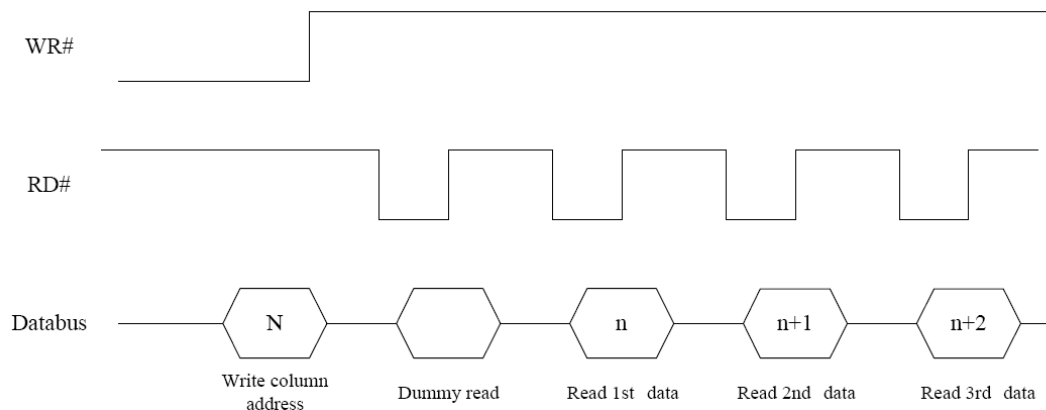 WR#
RD#
Databus
N
n
n+1
n+2
Write column
address
Dummy read
Read 1st data
Read 2nd data
Read 3rd data